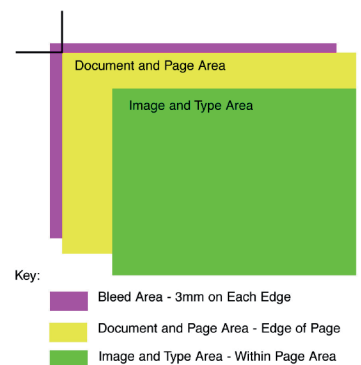 Document and Page Area
Image and Type Area
Key:
Bleed Area - 3mm on Each Edge
Document and Page Area - Edge of Page
Image and Type Area - Within Page Area